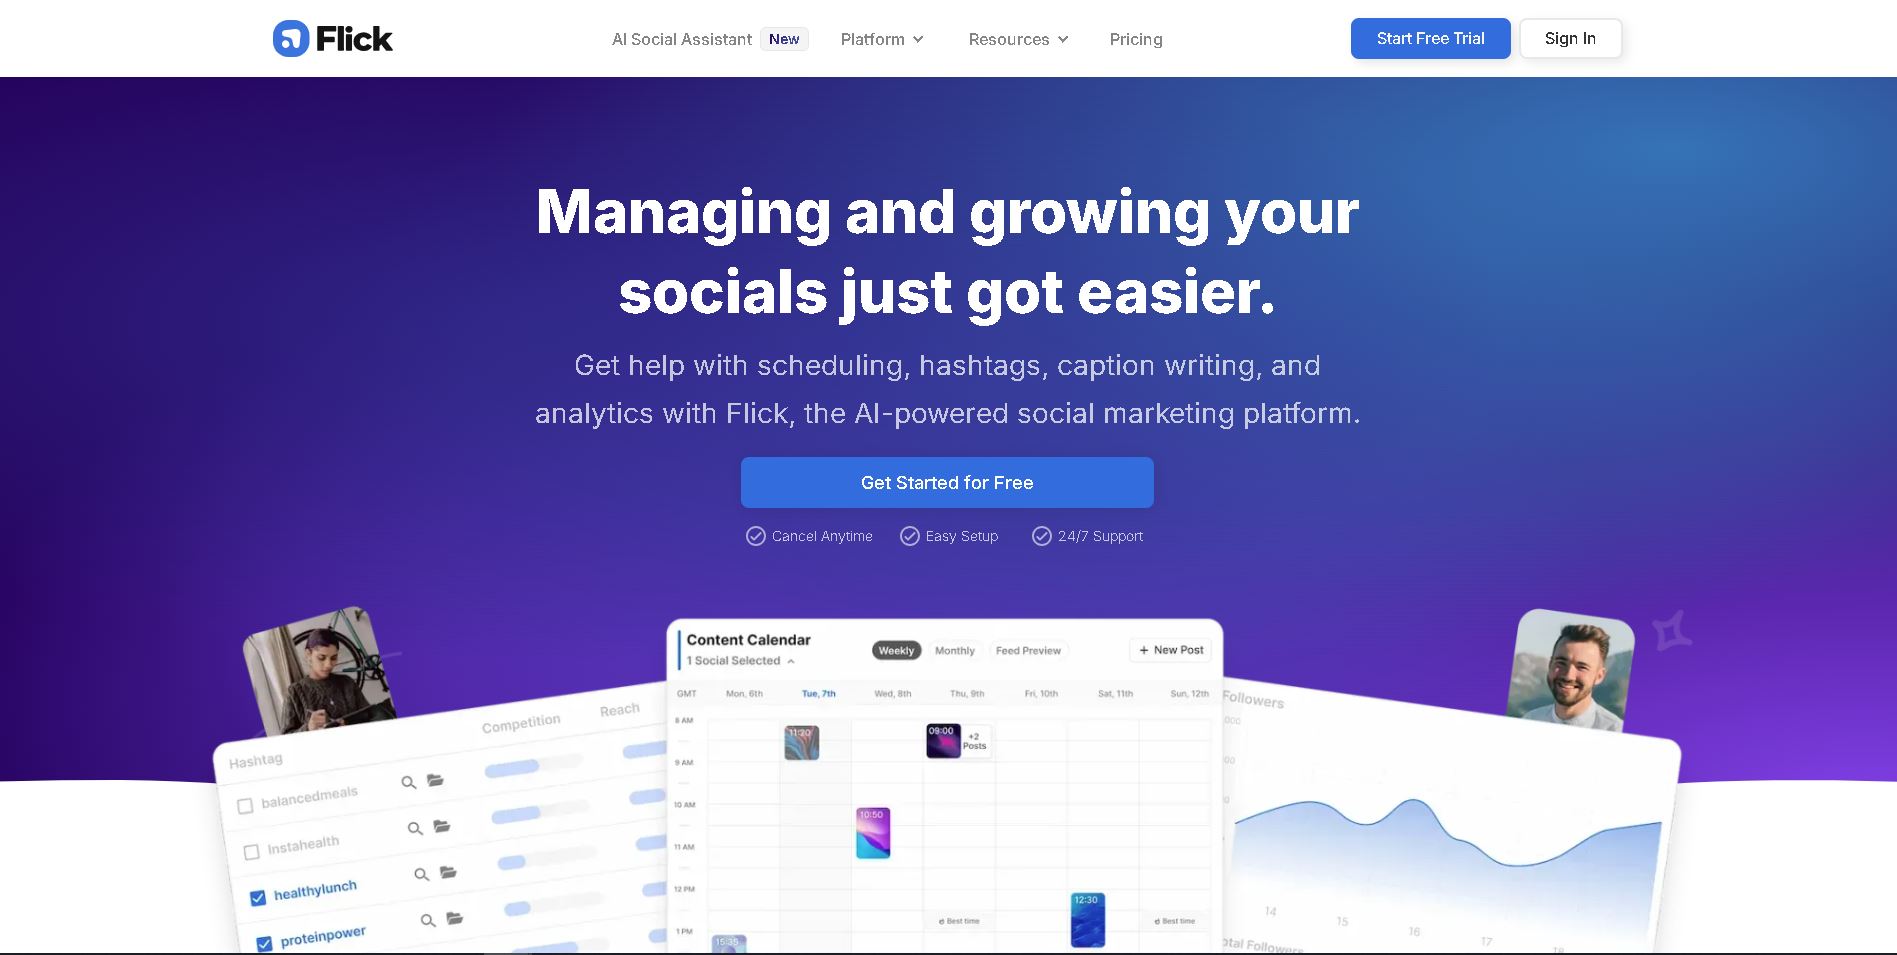 Flick
AI Social Assistant New Platform Resources Pricing
Start Free Trial Sign In
Managing and growing your
socials just got easier.
Get help with scheduling, hashtags, caption writing, and
analytics with Flick, the AI-powered social marketing platform.
Get Started for Free
Cancel Anytime Easy Setup 24/7 Support
Hashtag Competition Reach
balancedmeals
Instahealth
healthylunch
proteinpower
Content Calendar
1 Social Selected
Weekly Monthly Feed Preview
+ New Post
GMT Mon, 6th Tue, 7th Wed, 8th Thu, 9th Fri, 10th Sat, 11th Sun, 12th
8 AM
11:20
09:00
+2
Posts
9 AM
10 AM
10:50
11 AM
12 PM
12:30
Best time
Best time
1 PM
15:35
Followers
000
00
0
14 15 16 17 18
tal Followers